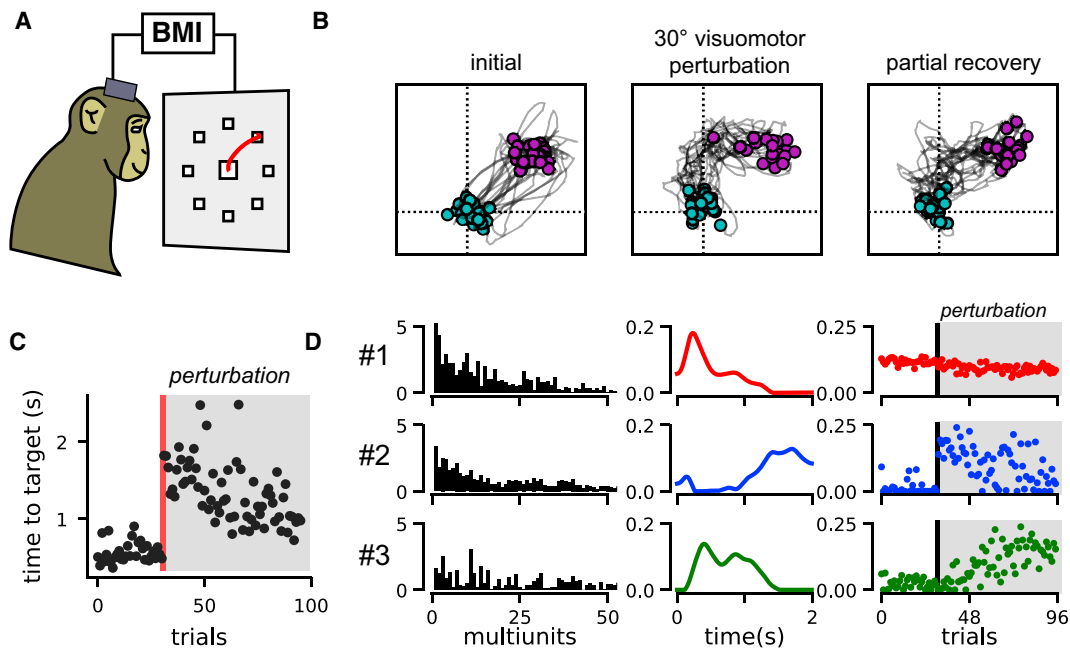 A
BMI
B
initial
30° visuomotor
perturbation
partial recovery
C
perturbation
time to target (s)
2
1
0
50
100
trials
D
perturbation
#1
5
0
0.2
0.0
0.25
0.00
#2
5
0
0.2
0.0
0.25
0.00
#3
5
0
0.2
0.0
0.25
0.00
0
25
50
multiunits
0
2
time(s)
0
48
96
trials